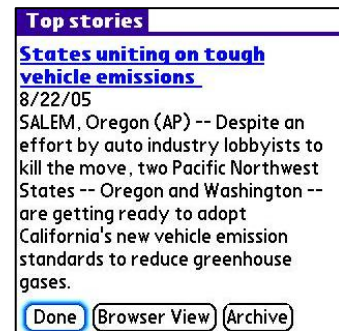 Top stories
States uniting on tough
vehicle emissions
8/22/05
SALEM, Oregon (AP) -- Despite an
effort by auto industry lobbyists to
kill the move, two Pacific Northwest
States -- Oregon and Washington --
are getting ready to adopt
California's new vehicle emission
standards to reduce greenhouse
gases.
Done Browser View Archive